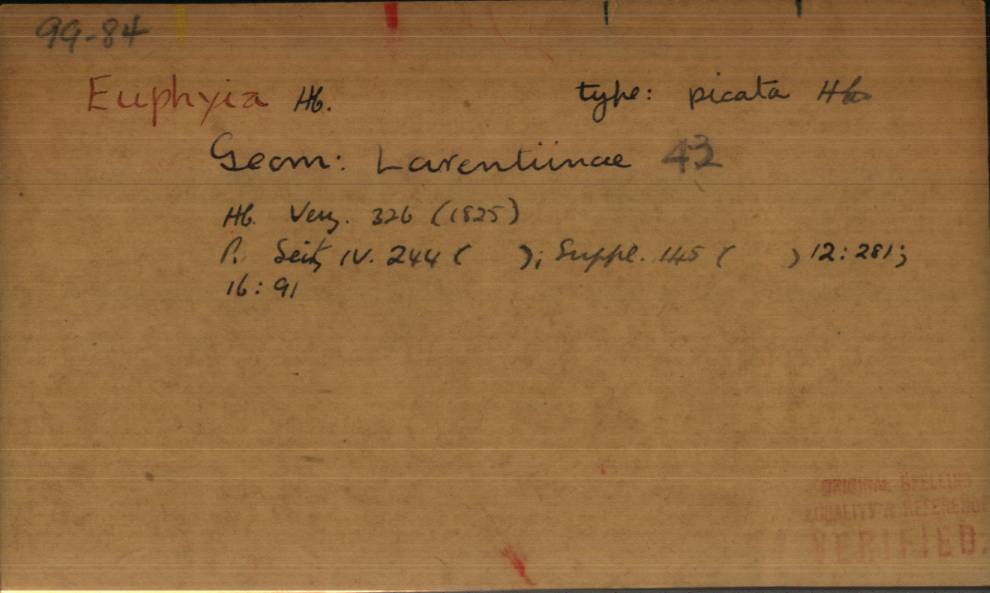 99-84
Euphyia Hb. type: picata Hb
Geom: Larentiinae 43
Hb. Verz. 326 (1825)
P. Seitz IV. 244 ( ); Suppl. 145 ( ) 12:281;
16:91
ORIGINAL SPELLING
LOCALITY & REFERENCE
VERIFIED.